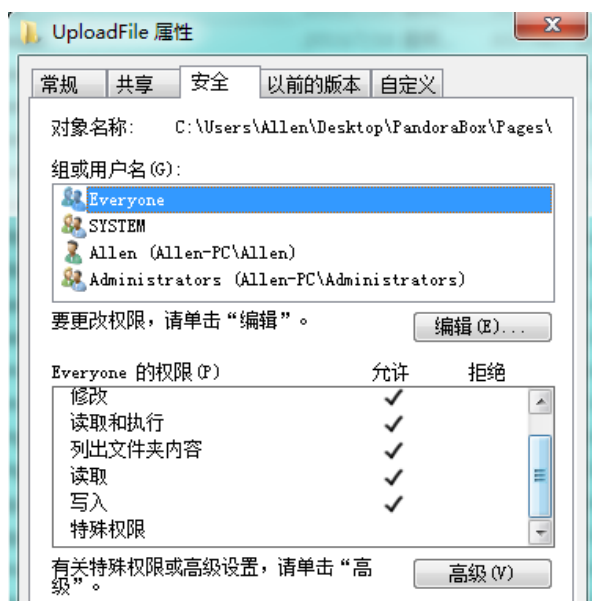 UploadFile 属性
常规 共享 安全 以前的版本 自定义
对象名称: C:\Users\Allen\Desktop\PandoraBox\Pages\
组或用户名(G):
Everyone
SYSTEM
Allen (Allen-PC\Allen)
Administrators (Allen-PC\Administrators)
要更改权限，请单击“编辑”。 编辑(E)...
Everyone 的权限(P) 允许 拒绝
修改
读取和执行
列出文件夹内容
读取
写入
特殊权限
有关特殊权限或高级设置，请单击“高
级”。
高级(V)